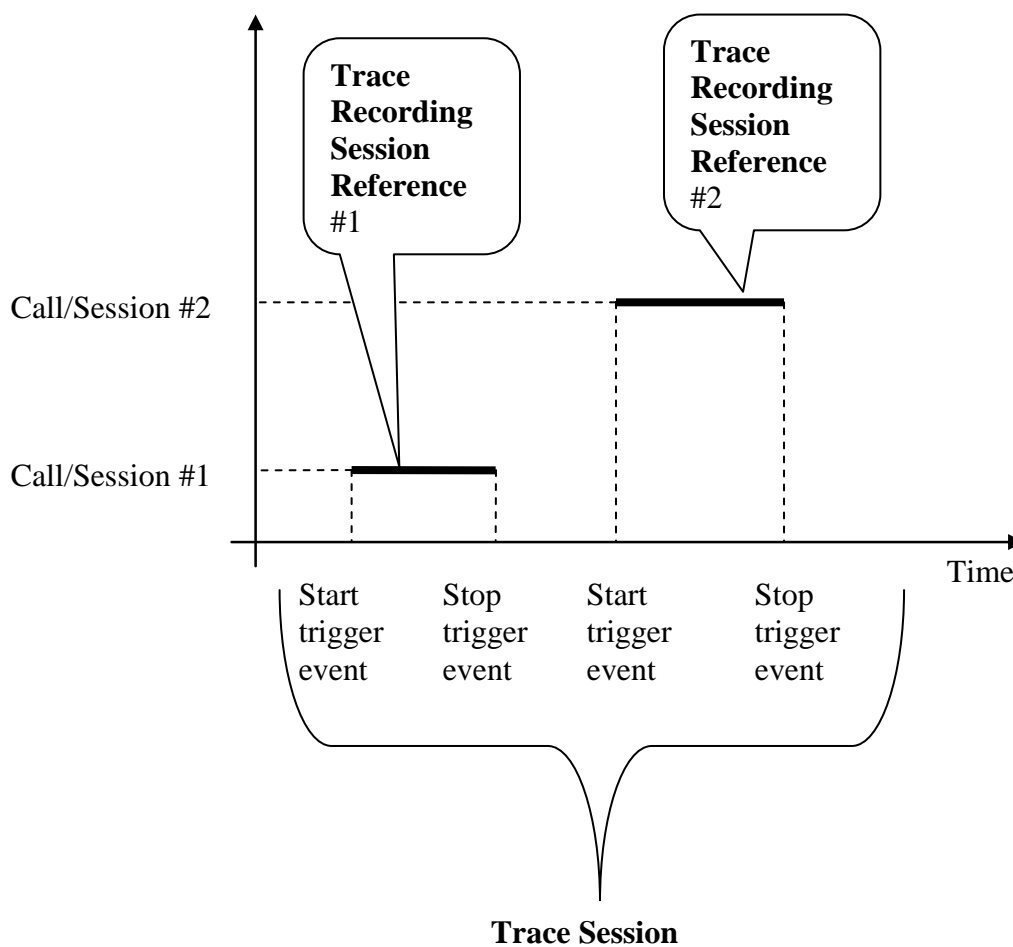 Trace
Recording
Session
Reference
#1
Trace
Recording
Session
Reference
#2
Call/Session #2
Call/Session #1
Time
Start
trigger
event
Stop
trigger
event
Start
trigger
event
Stop
trigger
event
Trace Session